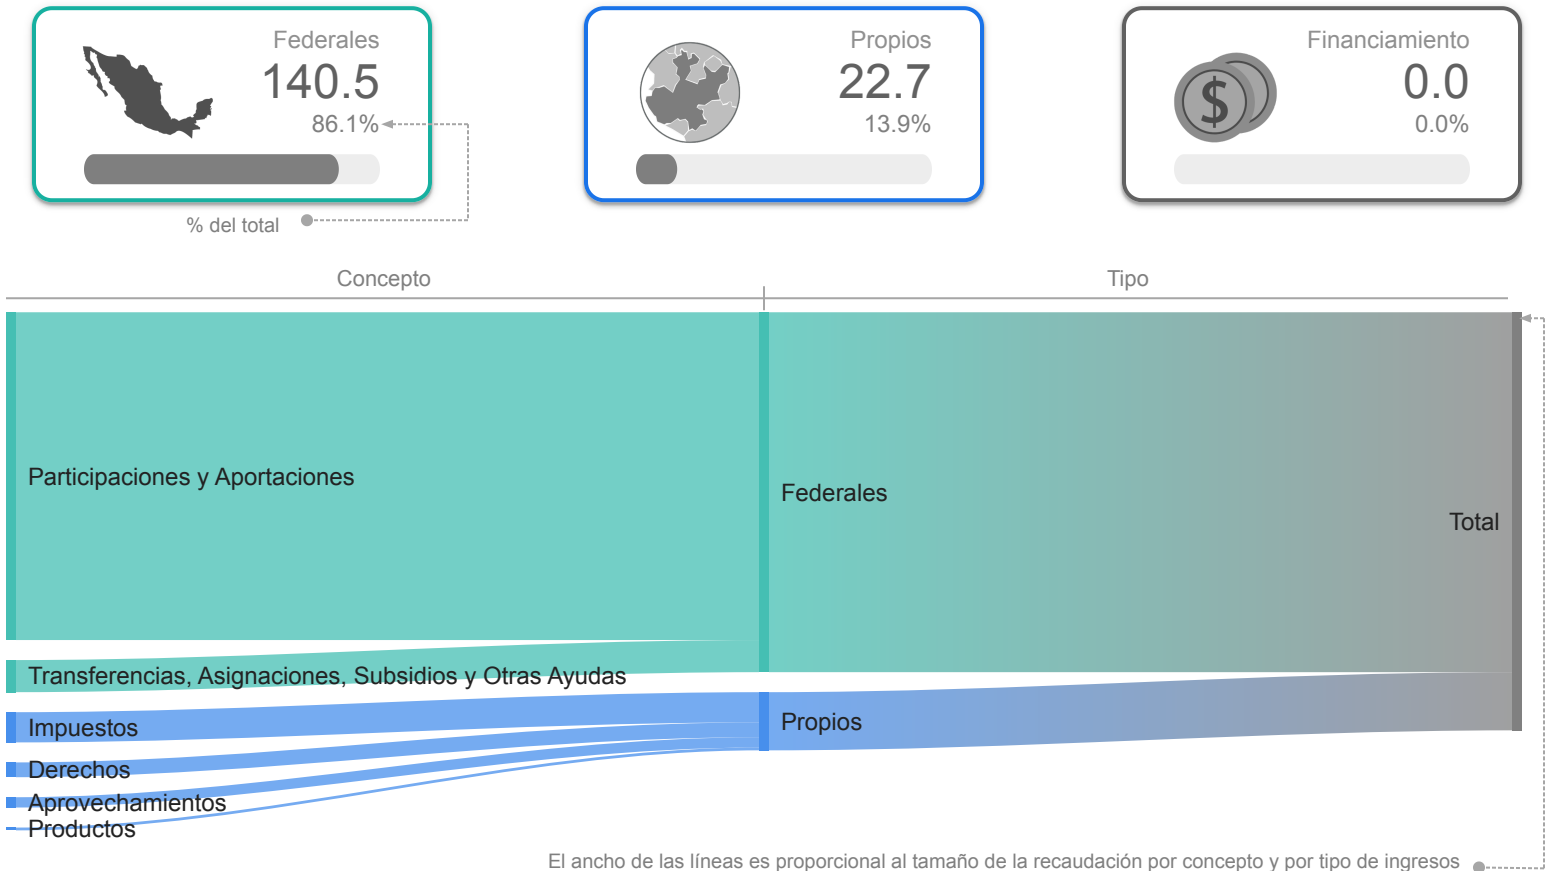 Federales
140.5
86.1%
% del total
Propios
22.7
13.9%
Financiamiento
0.0
0.0%
$
Concepto
Tipo
Participaciones y Aportaciones
Federales
Total
Transferencias, Asignaciones, Subsidios y Otras Ayudas
Impuestos
Propios
Derechos
Aprovechamientos
Productos
El ancho de las líneas es proporcional al tamaño de la recaudación por concepto y por tipo de ingresos